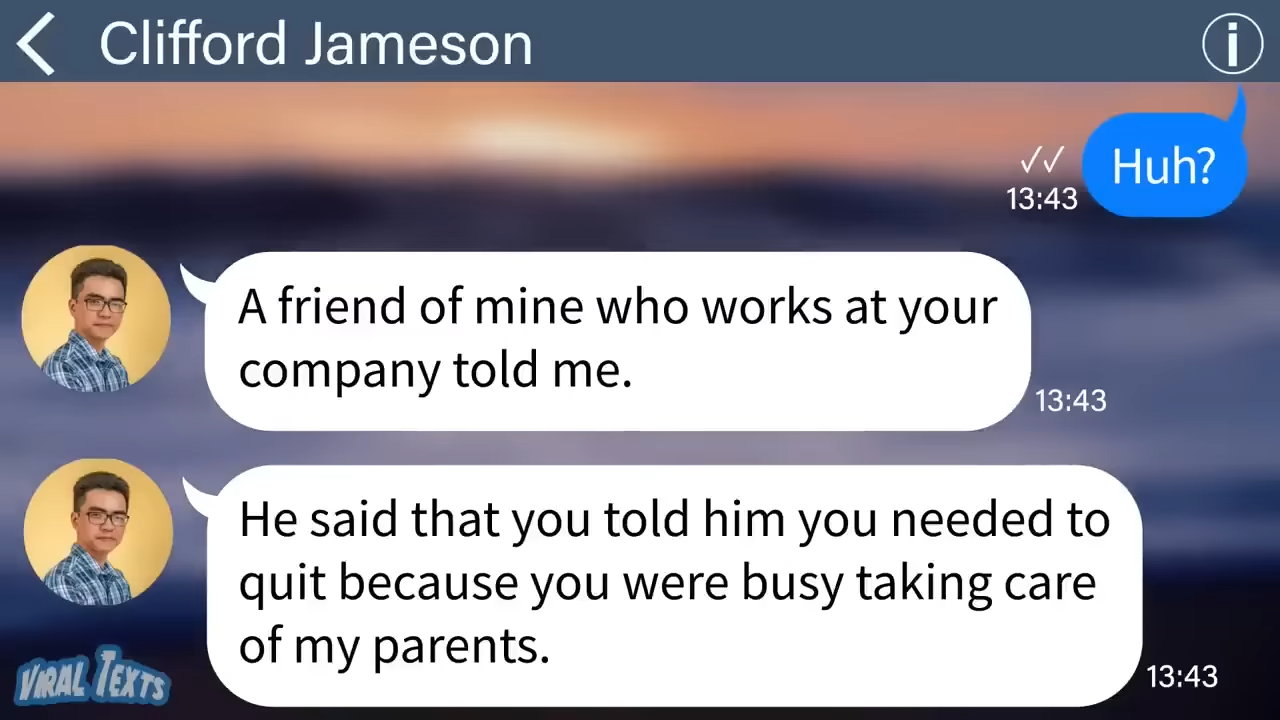 Clifford Jameson
i
Huh?
✓✓
13:43
A friend of mine who works at your
company told me.
13:43
He said that you told him you needed to
quit because you were busy taking care
of my parents.
13:43
VIRAL TEXTS